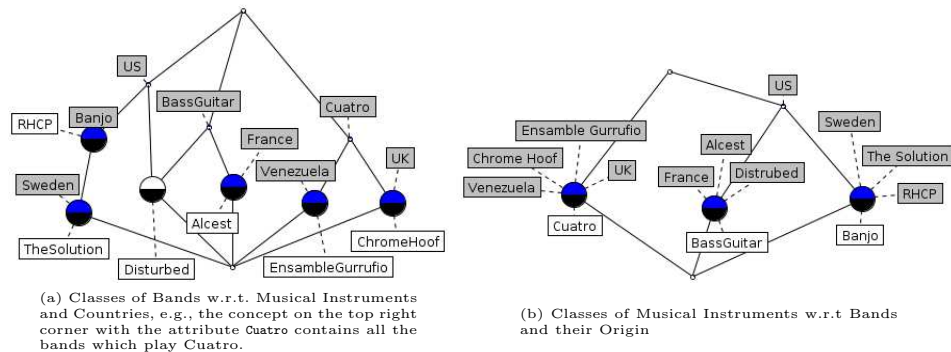 US
BassGuitar
Cuatro
RHCP
Banjo
France
Venezuela
UK
Sweden
Alcest
TheSolution
Disturbed
EnsambleGurrufio
ChromeHoof
(a) Classes of Bands w.r.t. Musical Instruments
and Countries, e.g., the concept on the top right
corner with the attribute Cuatro contains all the
bands which play Cuatro.
US
Ensamble Gurrufio
Sweden
Chrome Hoof
Alcest
The Solution
Venezuela
UK
France
Distrubed
RHCP
Cuatro
BassGuitar
Banjo
(b) Classes of Musical Instruments w.r.t Bands
and their Origin